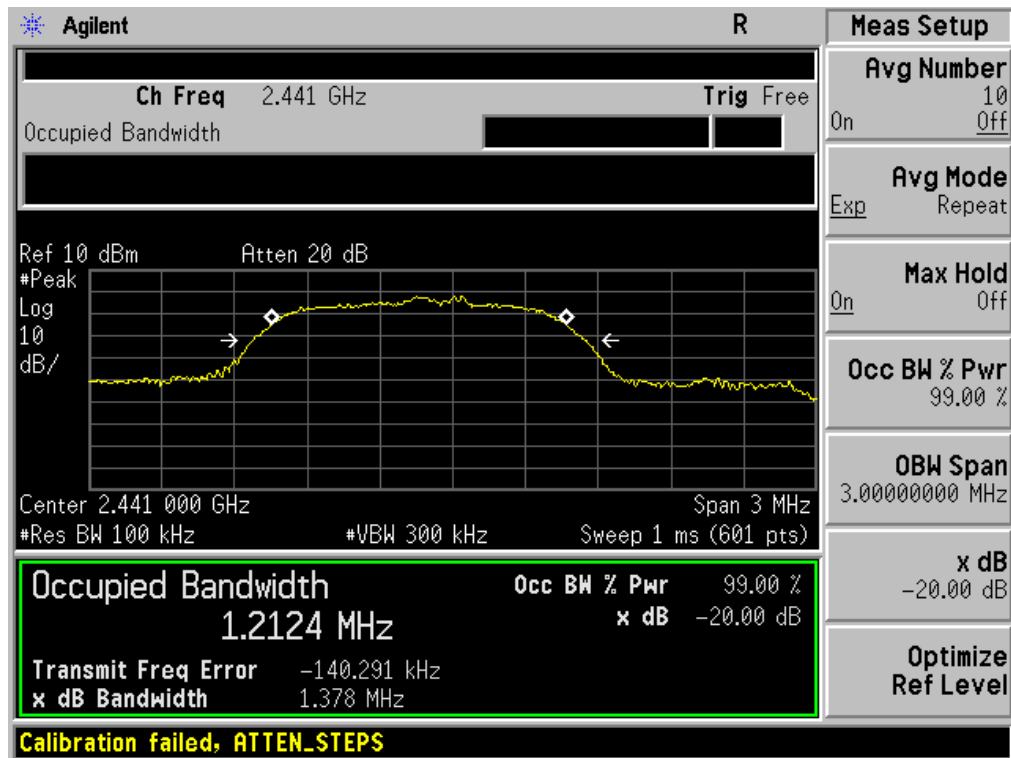 Agilent R
Ch Freq 2.441 GHz Trig Free
Occupied Bandwidth
Ref 10 dBm Atten 20 dB
#Peak
Log
10
dB/
Center 2.441 000 GHz Span 3 MHz
#Res BW 100 kHz #VBW 300 kHz Sweep 1 ms (601 pts)
Occupied Bandwidth Occ BW % Pwr 99.00 %
1.2124 MHz x dB -20.00 dB
Transmit Freq Error -140.291 kHz
x dB Bandwidth 1.378 MHz
Calibration failed, ATTEN_STEPS
Meas Setup
Avg Number
10
On Off
Avg Mode
Exp Repeat
Max Hold
On Off
Occ BW % Pwr
99.00 %
OBW Span
3.00000000 MHz
x dB
-20.00 dB
Optimize
Ref Level